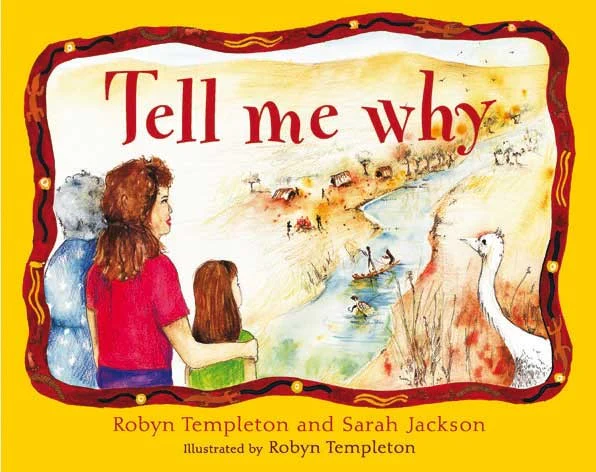 Tell me why
Robyn Templeton and Sarah Jackson
Illustrated by Robyn Templeton